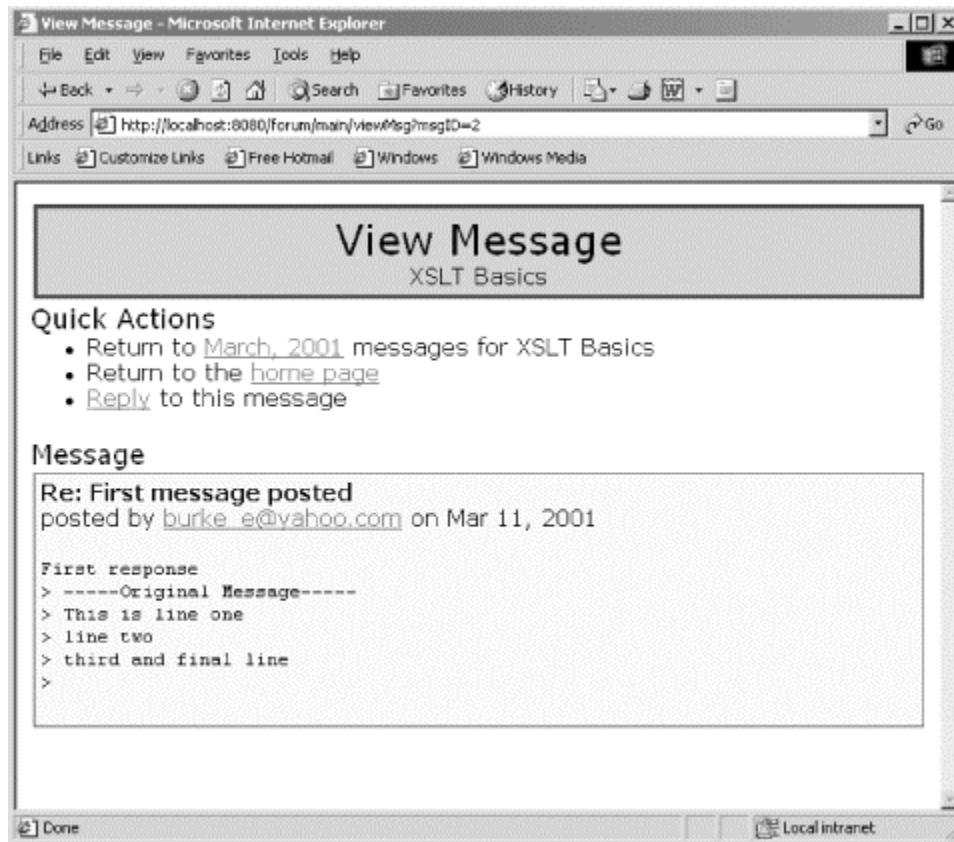 View Message - Microsoft Internet Explorer
File Edit View Favorites Tools Help
Back Search Favorites History
Address http://localhost:8080/forum/main/viewMsg?msgID=2 Go
Links Customize Links Free Hotmail Windows Windows Media
View Message
XSLT Basics
Quick Actions
• Return to March, 2001 messages for XSLT Basics
• Return to the home page
• Reply to this message
Message
Re: First message posted
posted by burke_e@yahoo.com on Mar 11, 2001
First response
> -----Original Message-----
> This is line one
> line two
> third and final line
>
Done Local intranet